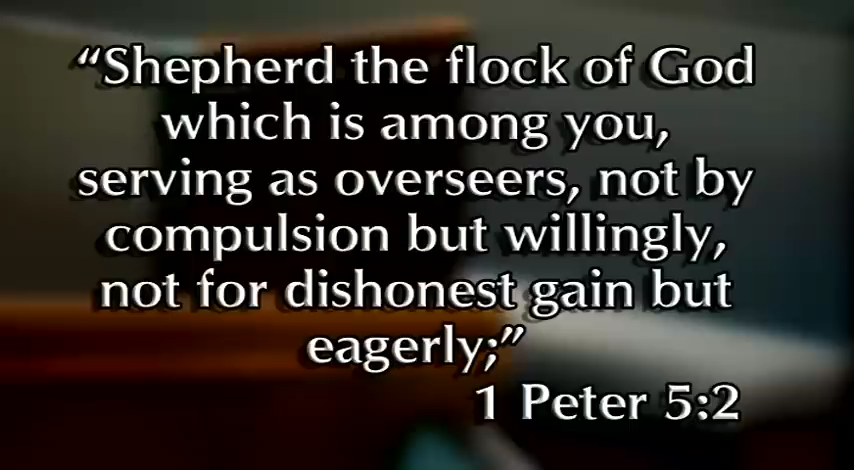 “Shepherd the flock of God
which is among you,
serving as overseers, not by
compulsion but willingly,
not for dishonest gain but
eagerly;”
1 Peter 5:2